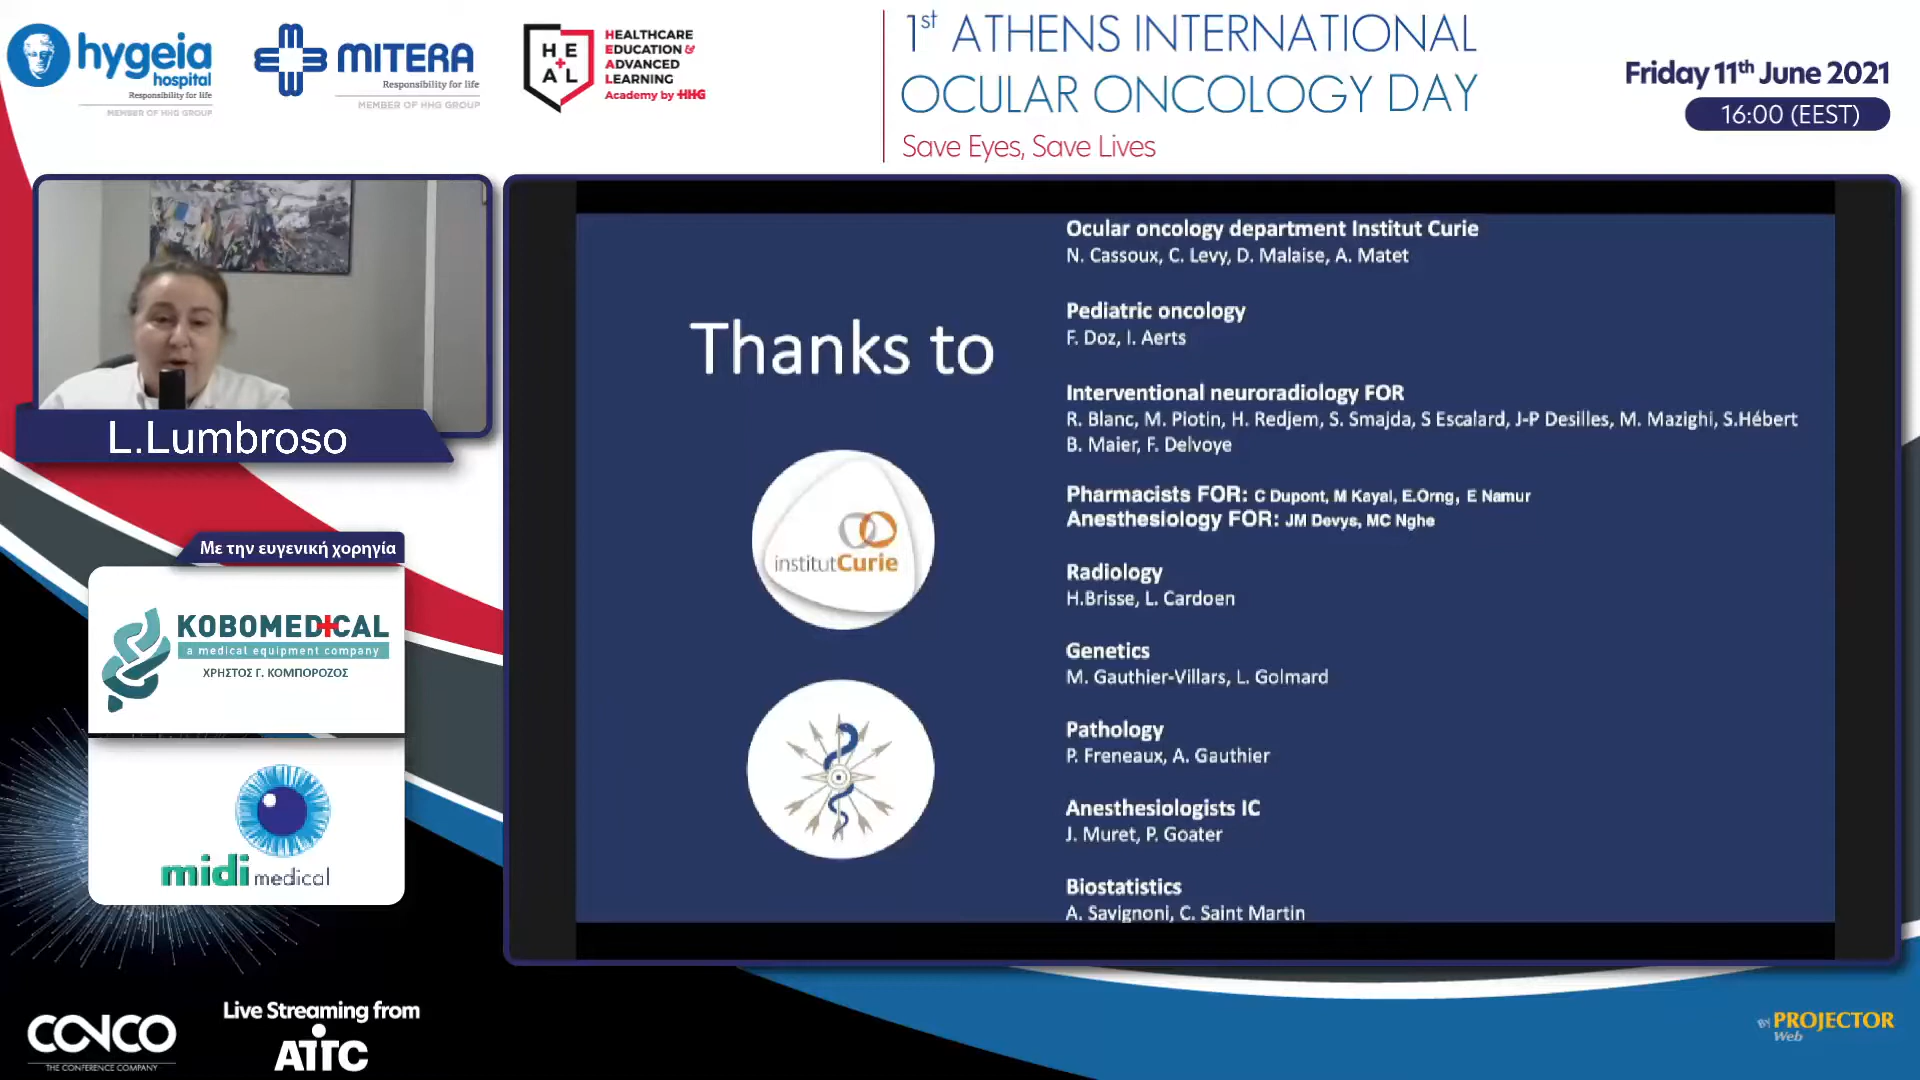 hygeia
hospital
Responsibility for life
MEMBER OF HHG GROUP
MITERA
Responsibility for life
MEMBER OF HHG GROUP
HE
AL
HEALTHCARE
EDUCATION &
ADVANCED
LEARNING
Academy by HHG
1st ATHENS INTERNATIONAL
OCULAR ONCOLOGY DAY
Save Eyes, Save Lives
Friday 11th June 2021
16:00 (EEST)
L.Lumbroso
Με την ευγενική χορηγία
KOBOMEDICAL
a medical equipment company
ΧΡΗΣΤΟΣ Γ. ΚΟΜΠΟΡΟΖΟΣ
midi medical
Thanks to
institutCurie
Ocular oncology department Institut Curie
N. Cassoux, C. Levy, D. Malaise, A. Matet
Pediatric oncology
F. Doz, I. Aerts
Interventional neuroradiology FOR
R. Blanc, M. Piotin, H. Redjem, S. Smajda, S Escalard, J-P Desilles, M. Mazighi, S.Hébert
B. Maier, F. Delvoye
Pharmacists FOR: C Dupont, M Kayal, E.Orng, E Namur
Anesthesiology FOR: JM Devys, MC Nghe
Radiology
H.Brisse, L. Cardoen
Genetics
M. Gauthier-Villars, L. Golmard
Pathology
P. Freneaux, A. Gauthier
Anesthesiologists IC
J. Muret, P. Goater
Biostatistics
A. Savignoni, C. Saint Martin
CONCO
THE CONFERENCE COMPANY
Live Streaming from
AITC
BY PROJECTOR
Web